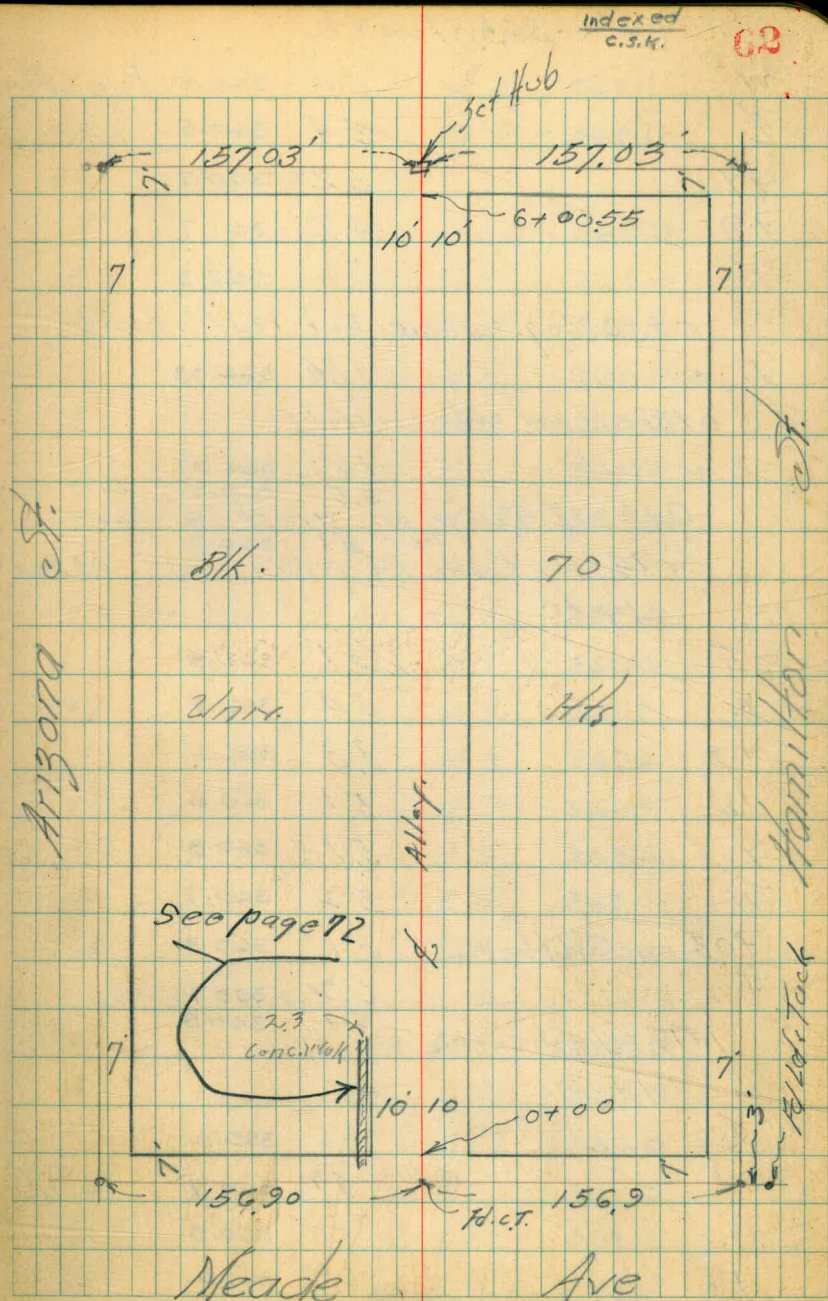 Indexed
C.S.K.
62
Set Hub
157.03'
157.03'
7'
7'
6+00.55
10' 10'
7'
7'
Arizona St.
Hamilton St.
Blk. 70
Univ. Hts.
℄ Alley.
See page 72
2.3
Conc. Walk
7'
7'
10' 10
0+00
3'
Fd. Ld. & Tack
7'
7'
156.90
156.9
Fd. C.T.
Meade Ave